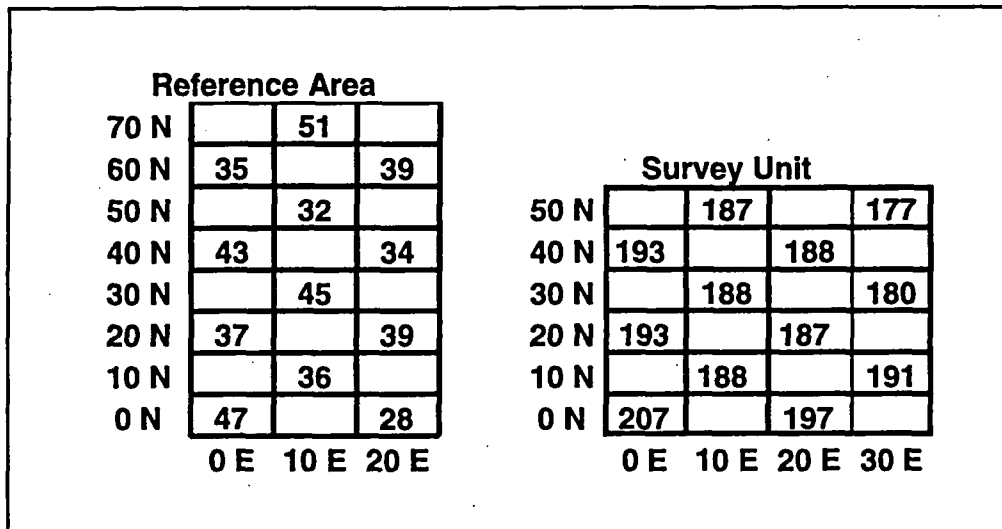 Reference Area
70 N 51
60 N 35 39
50 N 32
40 N 43 34
30 N 45
20 N 37 39
10 N 36
0 N 47 28
0 E 10 E 20 E
Survey Unit
50 N 187 177
40 N 193 188
30 N 188 180
20 N 193 187
10 N 188 191
0 N 207 197
0 E 10 E 20 E 30 E